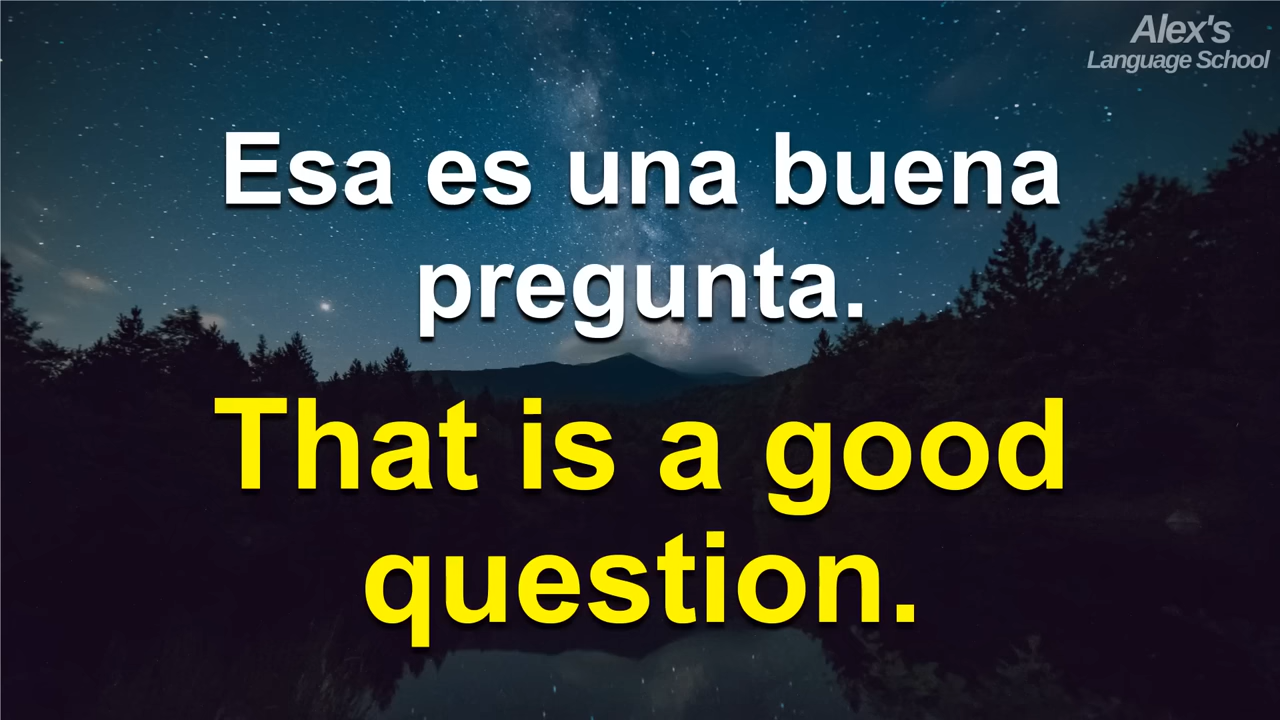 Alex's
Language School
Esa es una buena
pregunta.
That is a good
question.